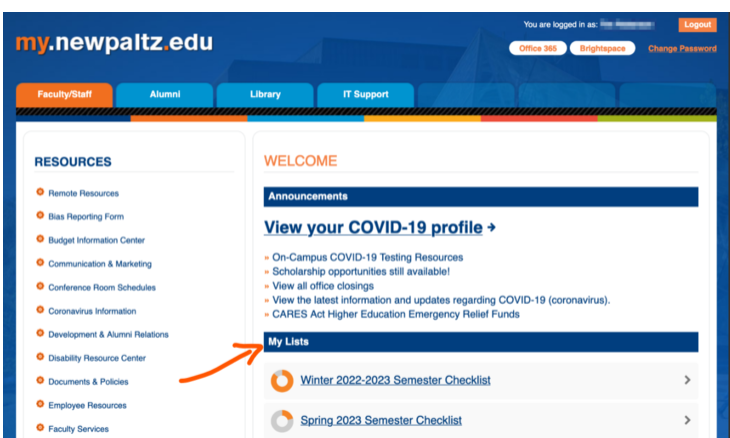 You are logged in as:
Logout
my.newpaltz.edu
Office 365
Brightspace
Change Password
Faculty/Staff
Alumni
Library
IT Support
RESOURCES
Remote Resources
Bias Reporting Form
Budget Information Center
Communication & Marketing
Conference Room Schedules
Coronavirus Information
Development & Alumni Relations
Disability Resource Center
Documents & Policies
Employee Resources
Faculty Services
WELCOME
Announcements
View your COVID-19 profile →
» On-Campus COVID-19 Testing Resources
» Scholarship opportunities still available!
» View all office closings
» View the latest information and updates regarding COVID-19 (coronavirus).
» CARES Act Higher Education Emergency Relief Funds
My Lists
Winter 2022-2023 Semester Checklist
Spring 2023 Semester Checklist